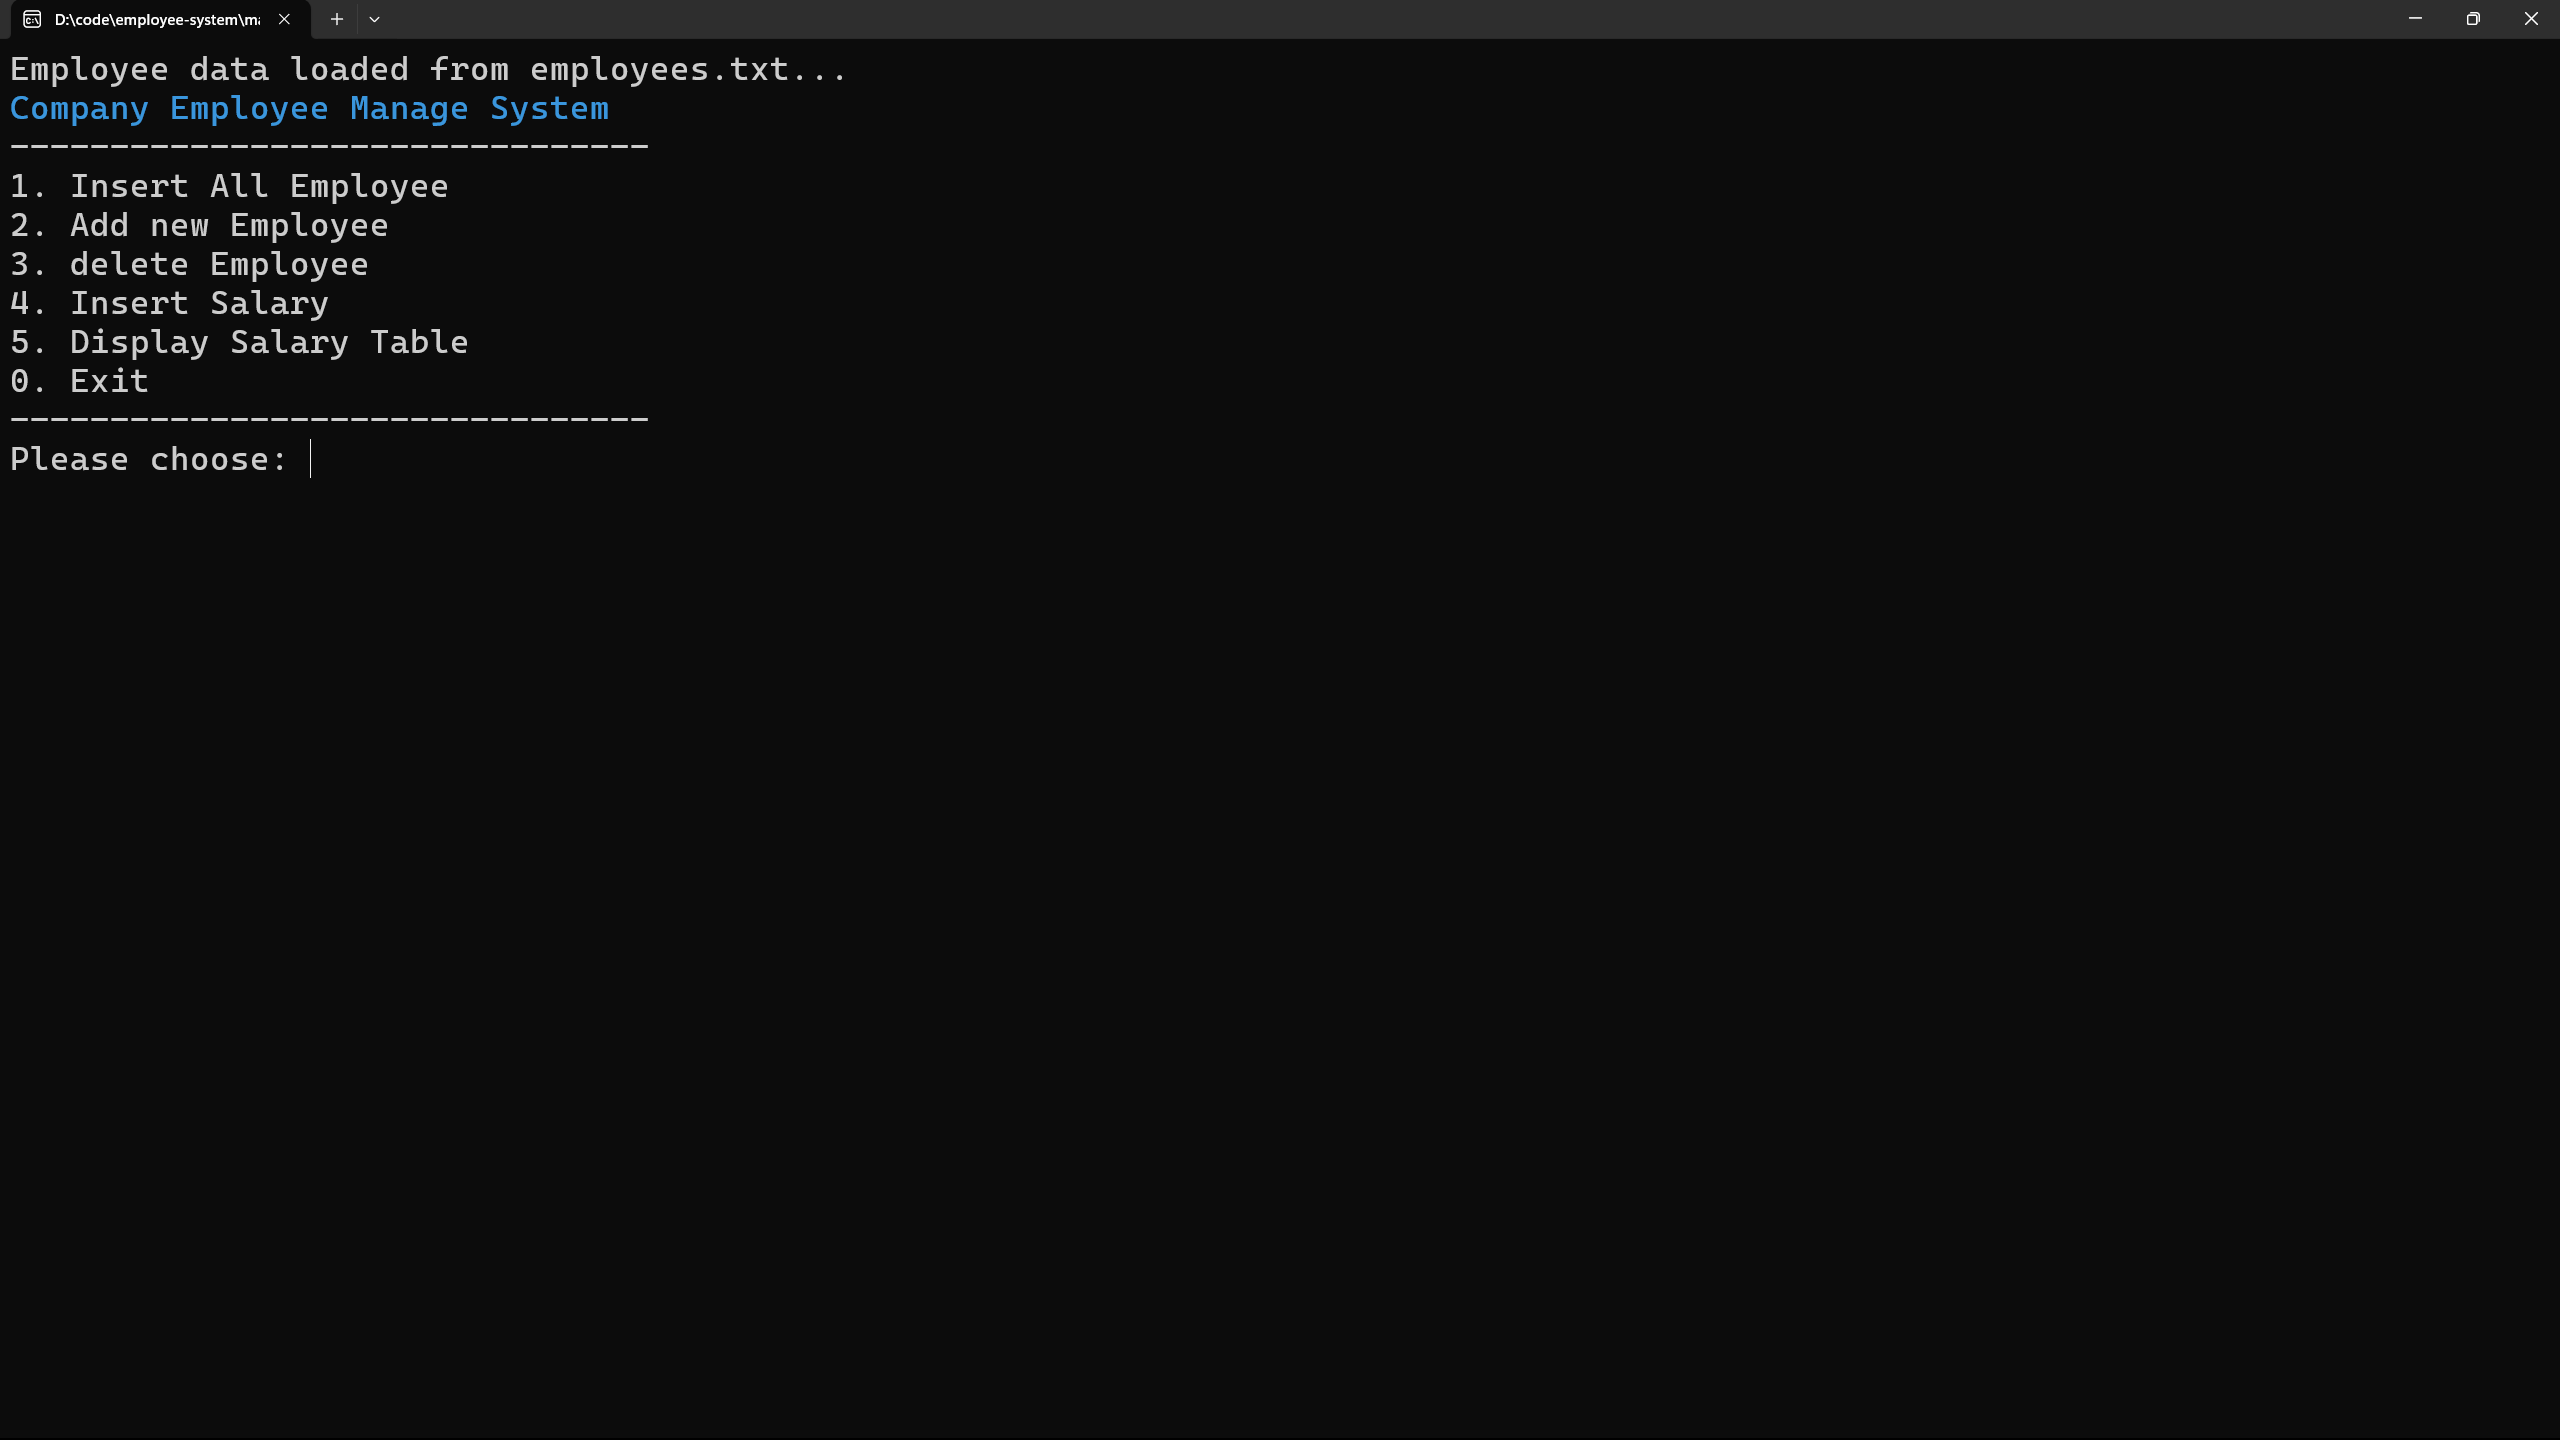 D:\code\employee-system\ma
Employee data loaded from employees.txt...
Company Employee Manage System
--------------------------------
1. Insert All Employee
2. Add new Employee
3. delete Employee
4. Insert Salary
5. Display Salary Table
0. Exit
--------------------------------
Please choose: